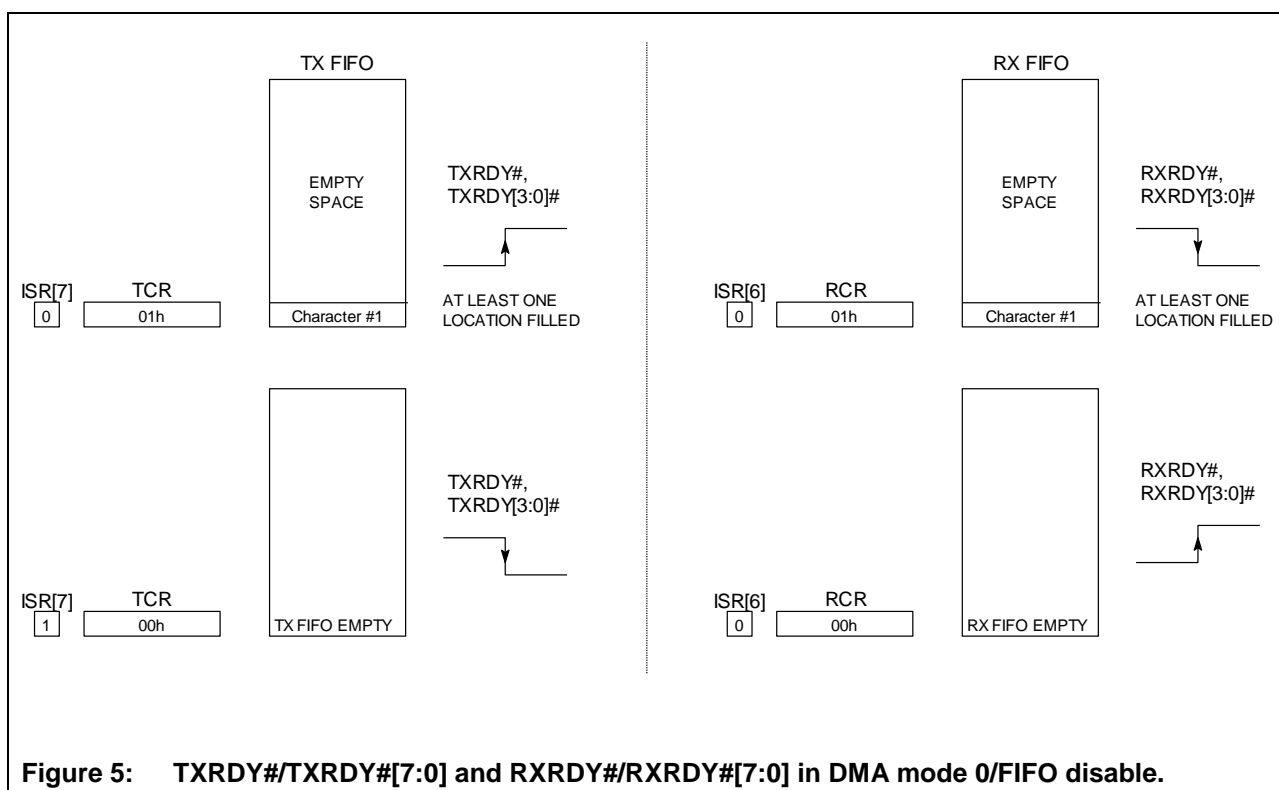 TX FIFO
EMPTY
SPACE
TXRDY#,
TXRDY[3:0]#
ISR[7]
0
TCR
01h
Character #1
AT LEAST ONE
LOCATION FILLED
TXRDY#,
TXRDY[3:0]#
ISR[7]
1
TCR
00h
TX FIFO EMPTY
RX FIFO
EMPTY
SPACE
RXRDY#,
RXRDY[3:0]#
ISR[6]
0
RCR
01h
Character #1
AT LEAST ONE
LOCATION FILLED
RXRDY#,
RXRDY[3:0]#
ISR[6]
0
RCR
00h
RX FIFO EMPTY
Figure 5: TXRDY#/TXRDY#[7:0] and RXRDY#/RXRDY#[7:0] in DMA mode 0/FIFO disable.